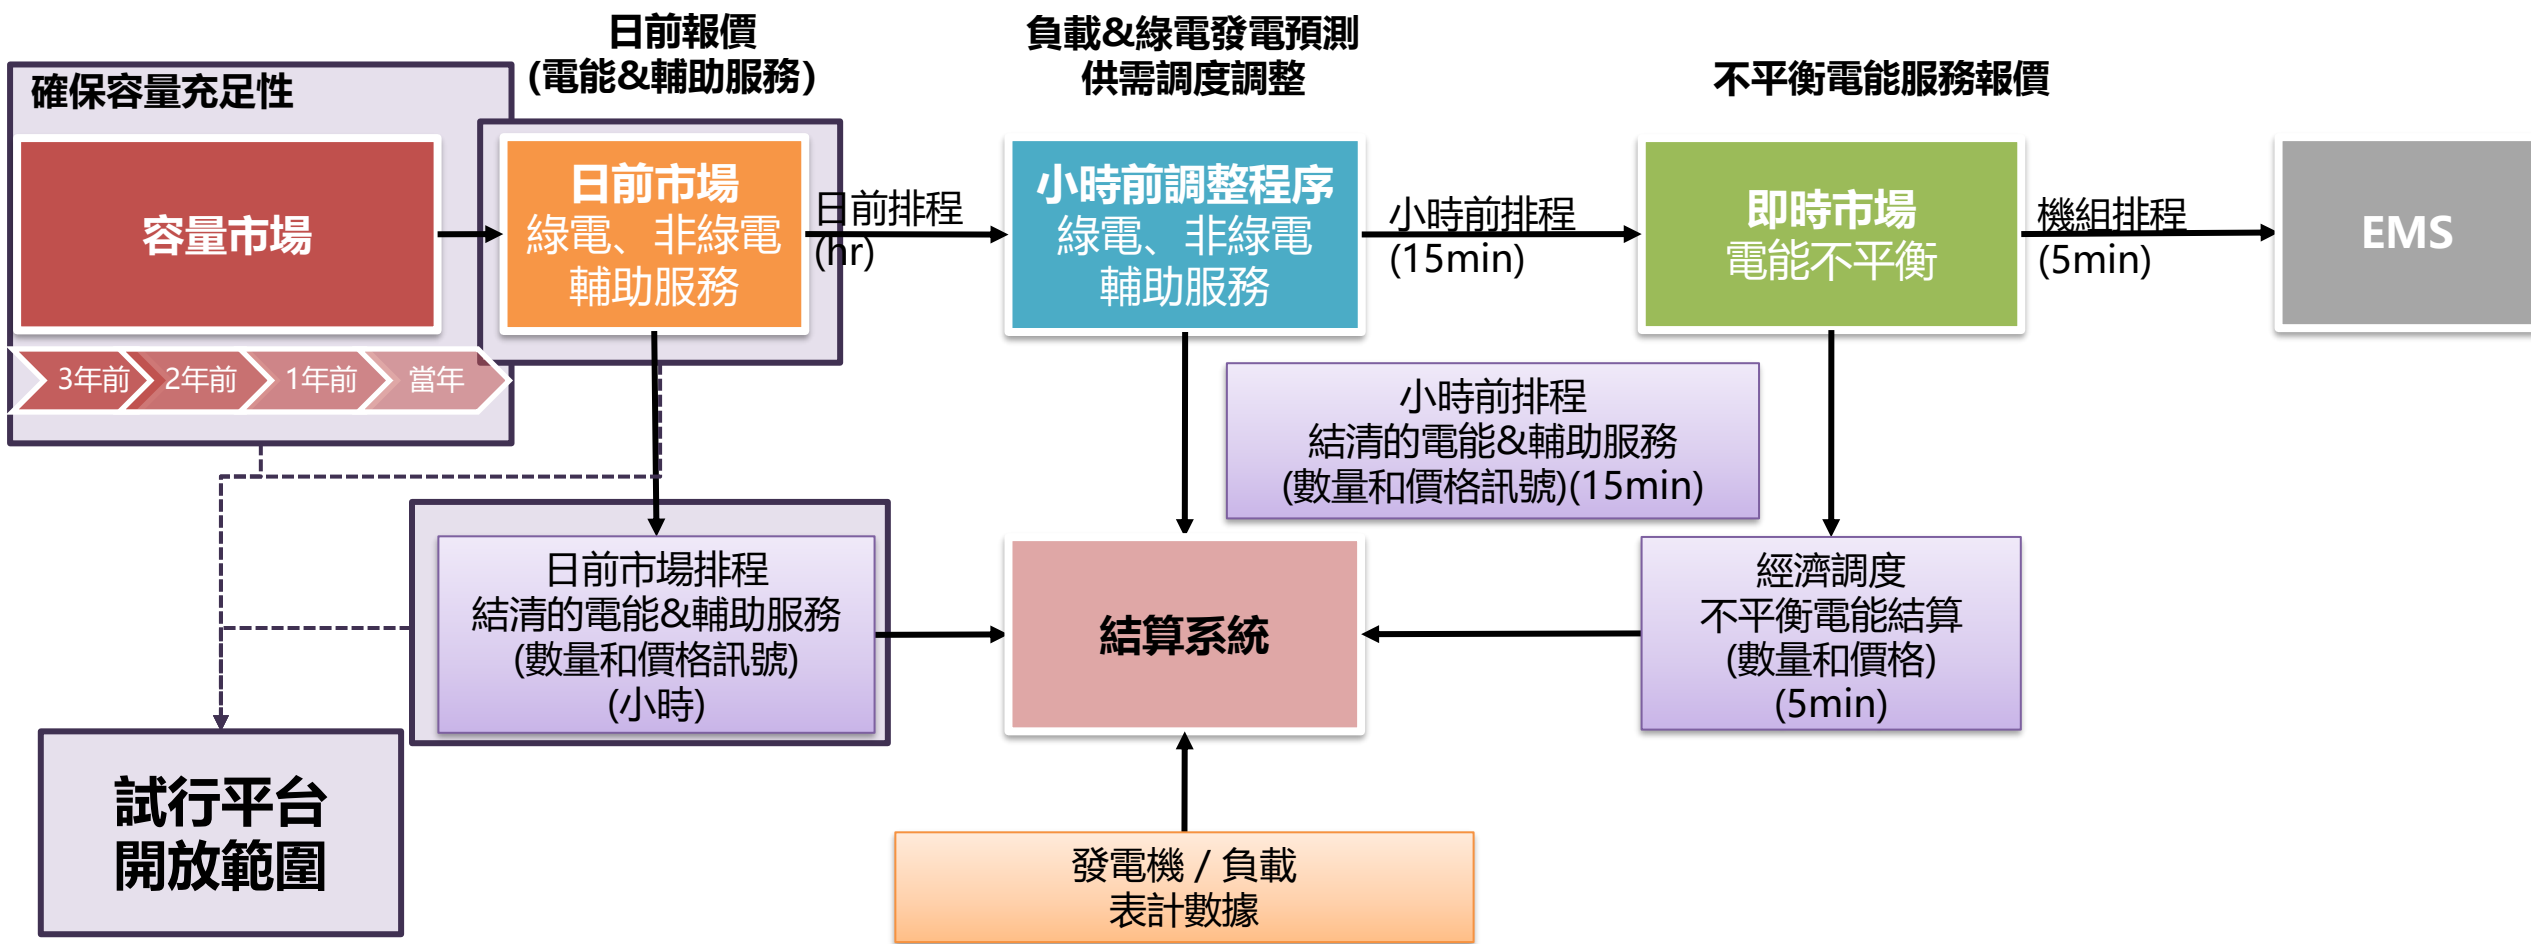 日前報價
(電能&輔助服務)
負載&綠電發電預測
供需調度調整
不平衡電能服務報價
確保容量充足性
容量市場
3年前
2年前
1年前
當年
日前市場
綠電、非綠電
輔助服務
日前排程
(hr)
小時前調整程序
綠電、非綠電
輔助服務
小時前排程
(15min)
即時市場
電能不平衡
機組排程
(5min)
EMS
小時前排程
結清的電能&輔助服務
(數量和價格訊號)(15min)
日前市場排程
結清的電能&輔助服務
(數量和價格訊號)
(小時)
結算系統
經濟調度
不平衡電能結算
(數量和價格)
(5min)
試行平台
開放範圍
發電機 / 負載
表計數據